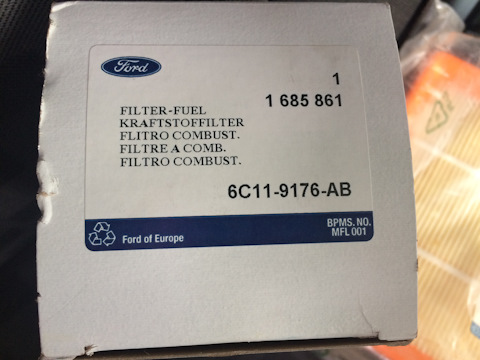 Ford
1
1 685 861
FILTER-FUEL
KRAFTSTOFFILTER
FLITRO COMBUST.
FILTRE A COMB.
FILTRO COMBUST.
6C11-9176-AB
Ford of Europe
BPMS. NO.
MFL 001